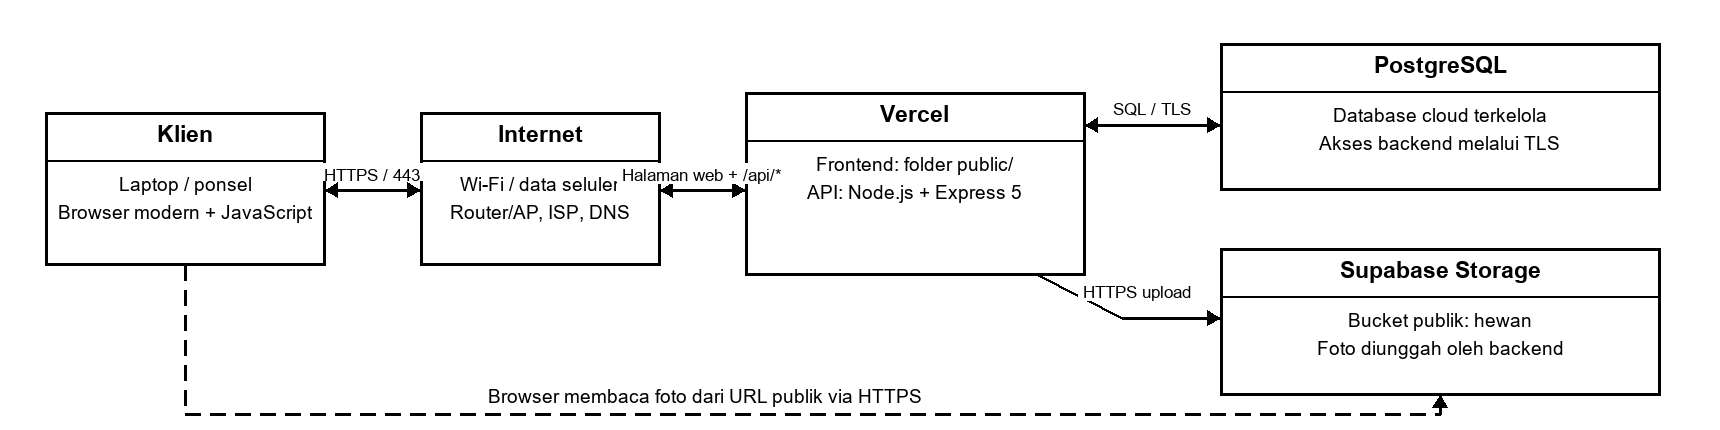 Klien
Laptop / ponsel
Browser modern + JavaScript
HTTPS / 443
Internet
Wi-Fi / data seluler
Router/AP, ISP, DNS
Halaman web + /api/*
Vercel
Frontend: folder public/
API: Node.js + Express 5
SQL / TLS
PostgreSQL
Database cloud terkelola
Akses backend melalui TLS
HTTPS upload
Supabase Storage
Bucket publik: hewan
Foto diunggah oleh backend
Browser membaca foto dari URL publik via HTTPS